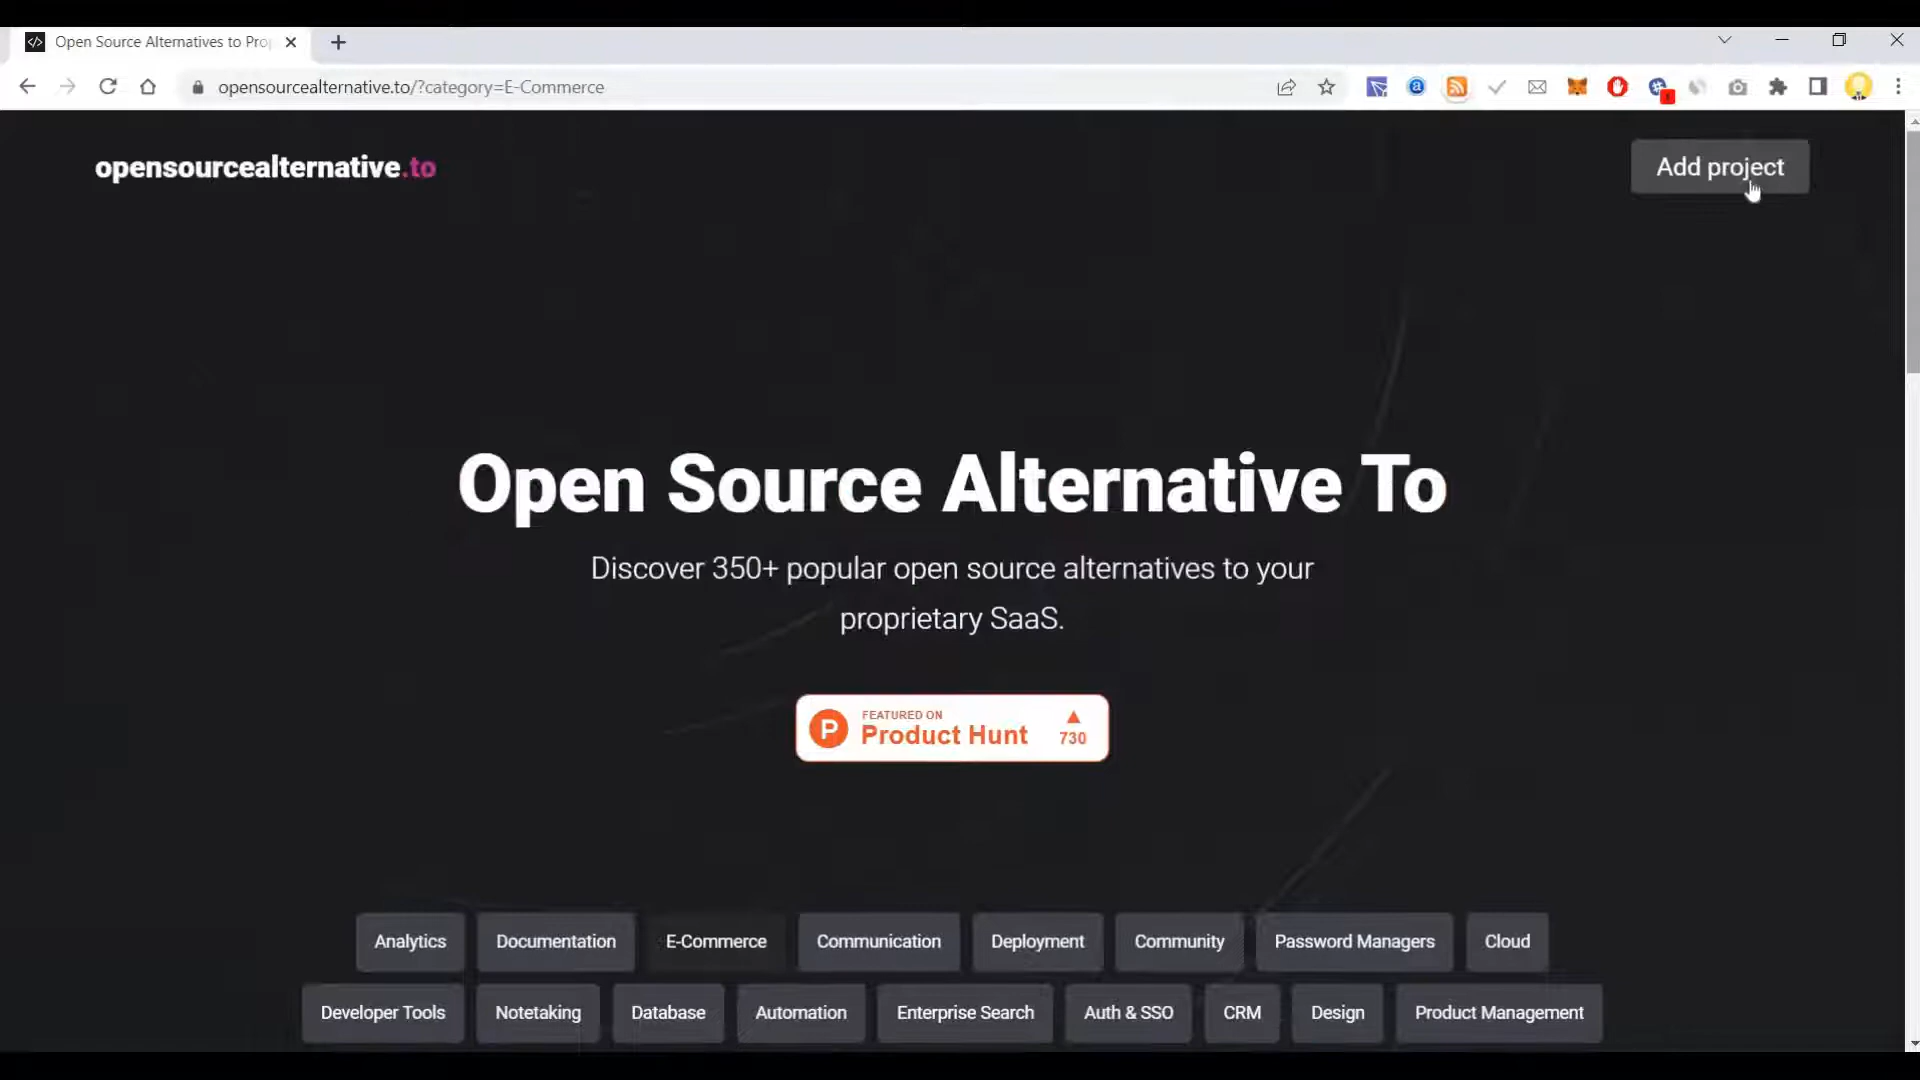 Open Source Alternatives to Pro
opensourcealternative.to/?category=E-Commerce
opensourcealternative.to
Add project
Open Source Alternative To
Discover 350+ popular open source alternatives to your
proprietary SaaS.
FEATURED ON
Product Hunt
730
Analytics Documentation E-Commerce Communication Deployment Community Password Managers Cloud
Developer Tools Notetaking Database Automation Enterprise Search Auth & SSO CRM Design Product Management